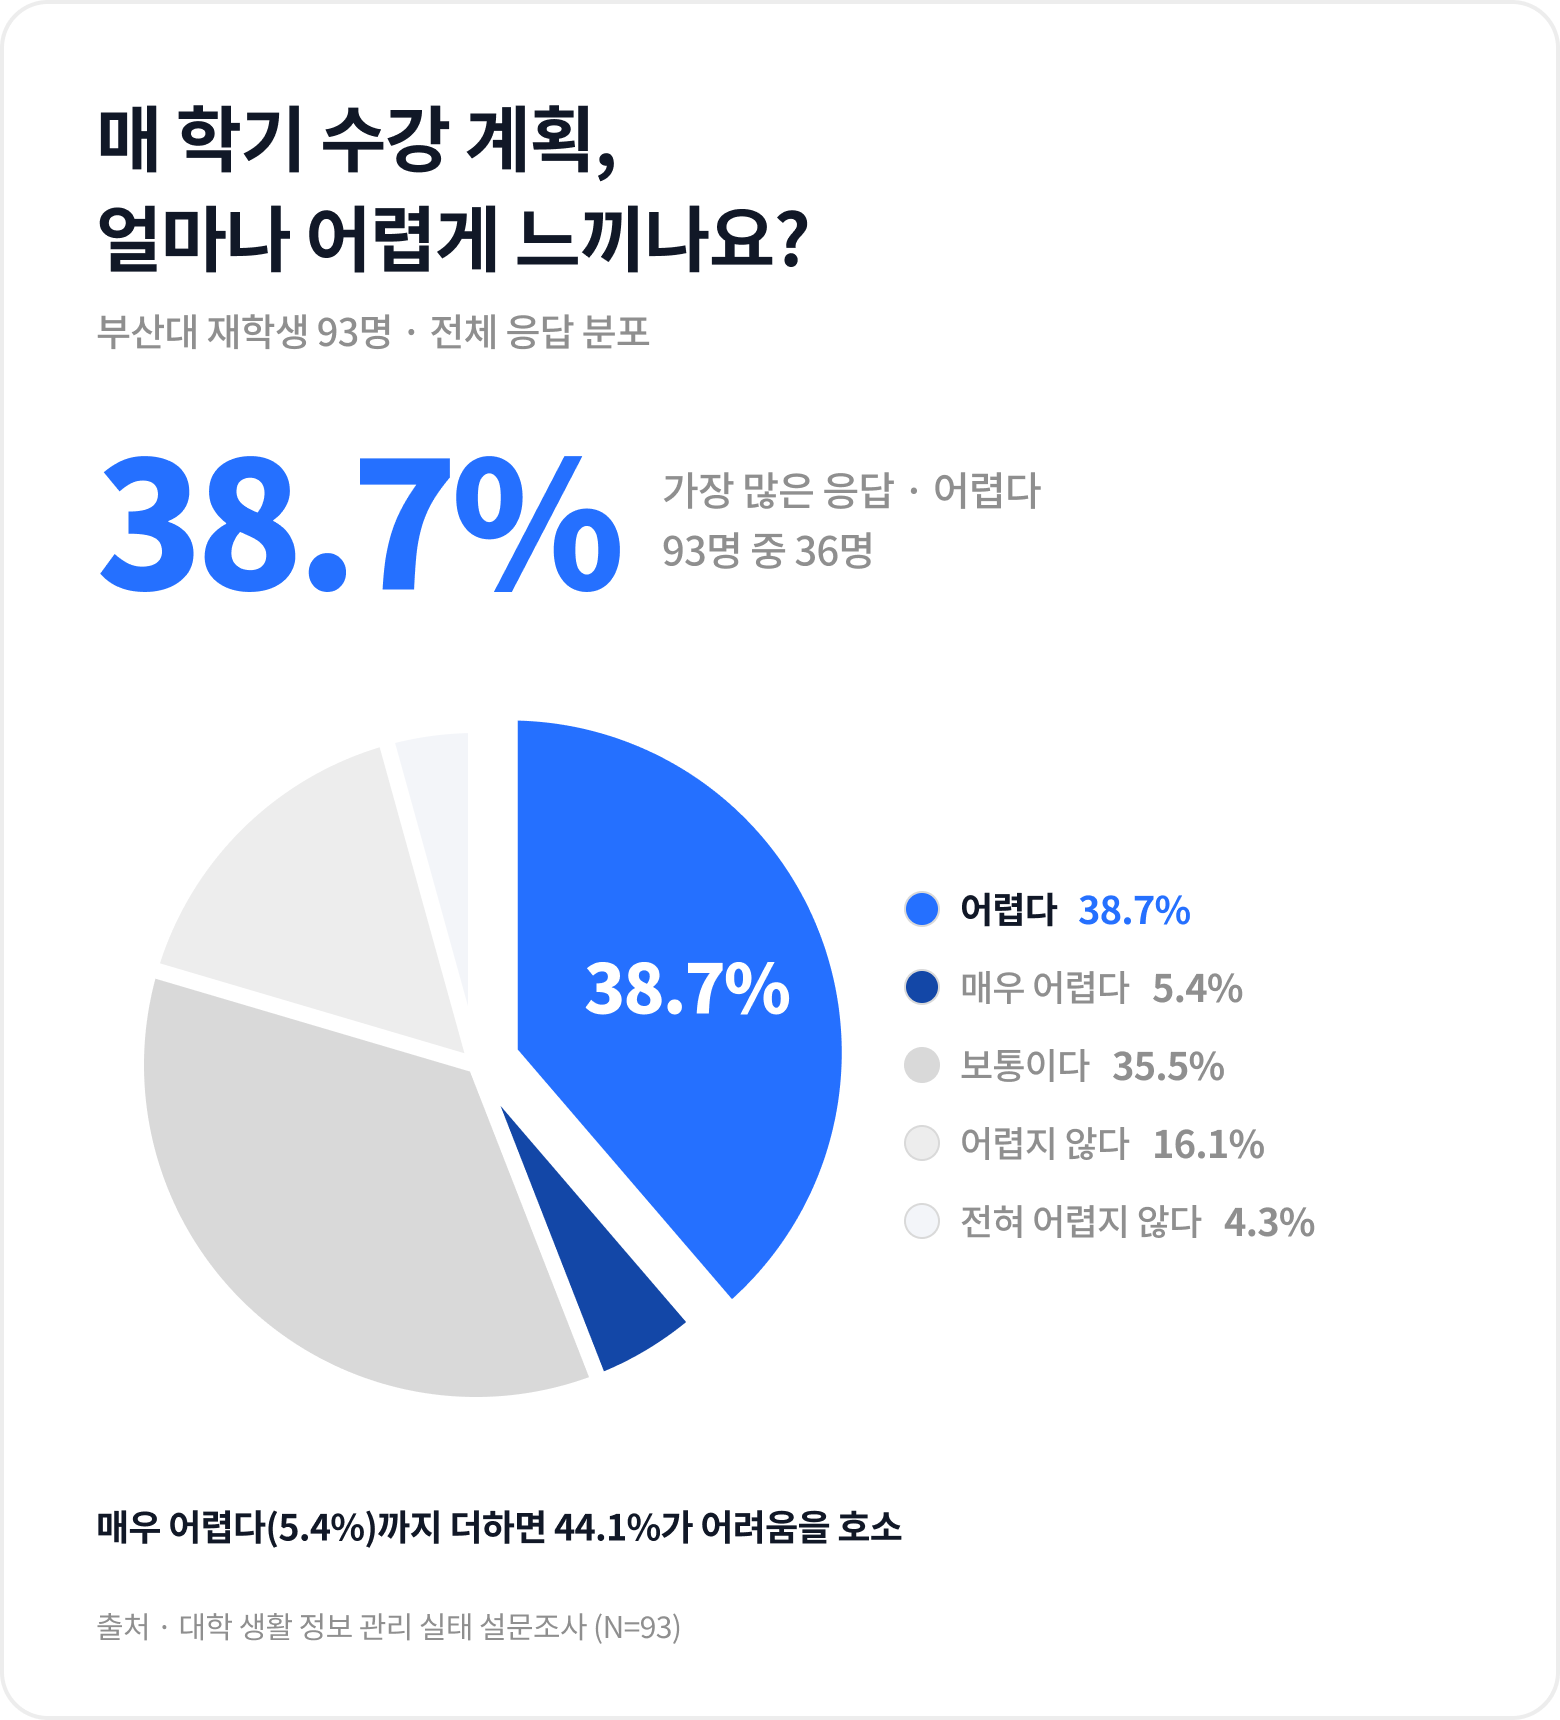 매 학기 수강 계획,
얼마나 어렵게 느끼나요?
부산대 재학생 93명 · 전체 응답 분포
38.7%
가장 많은 응답 · 어렵다
93명 중 36명
38.7%
어렵다 38.7%
매우 어렵다 5.4%
보통이다 35.5%
어렵지 않다 16.1%
전혀 어렵지 않다 4.3%
매우 어렵다(5.4%)까지 더하면 44.1%가 어려움을 호소
출처 · 대학 생활 정보 관리 실태 설문조사 (N=93)